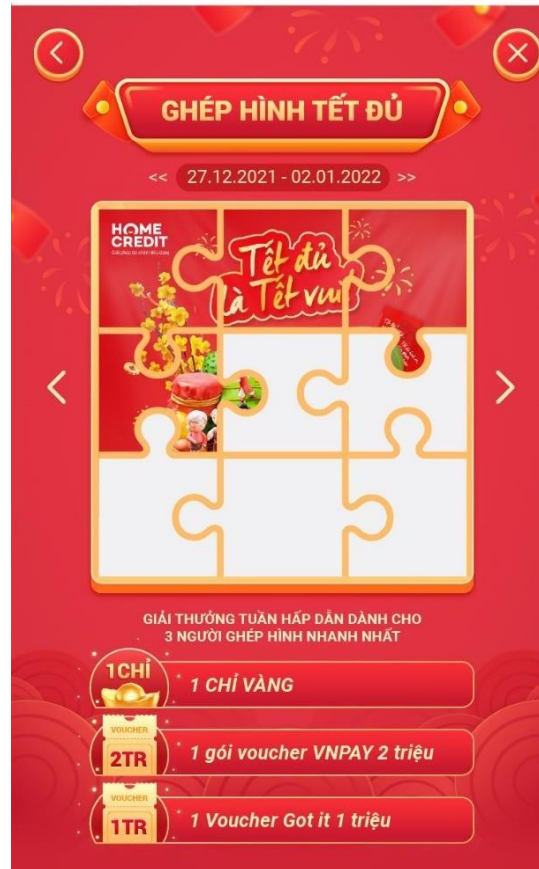 GHÉP HÌNH TẾT ĐỦ
<< 27.12.2021 - 02.01.2022 >>
HOME
CREDIT
Tết đủ
là Tết vui
GIẢI THƯỞNG TUẦN HẤP DẪN DÀNH CHO
3 NGƯỜI GHÉP HÌNH NHANH NHẤT
1CHỈ
1 CHỈ VÀNG
VOUCHER
2TR
1 gói voucher VNPAY 2 triệu
VOUCHER
1TR
1 Voucher Got it 1 triệu